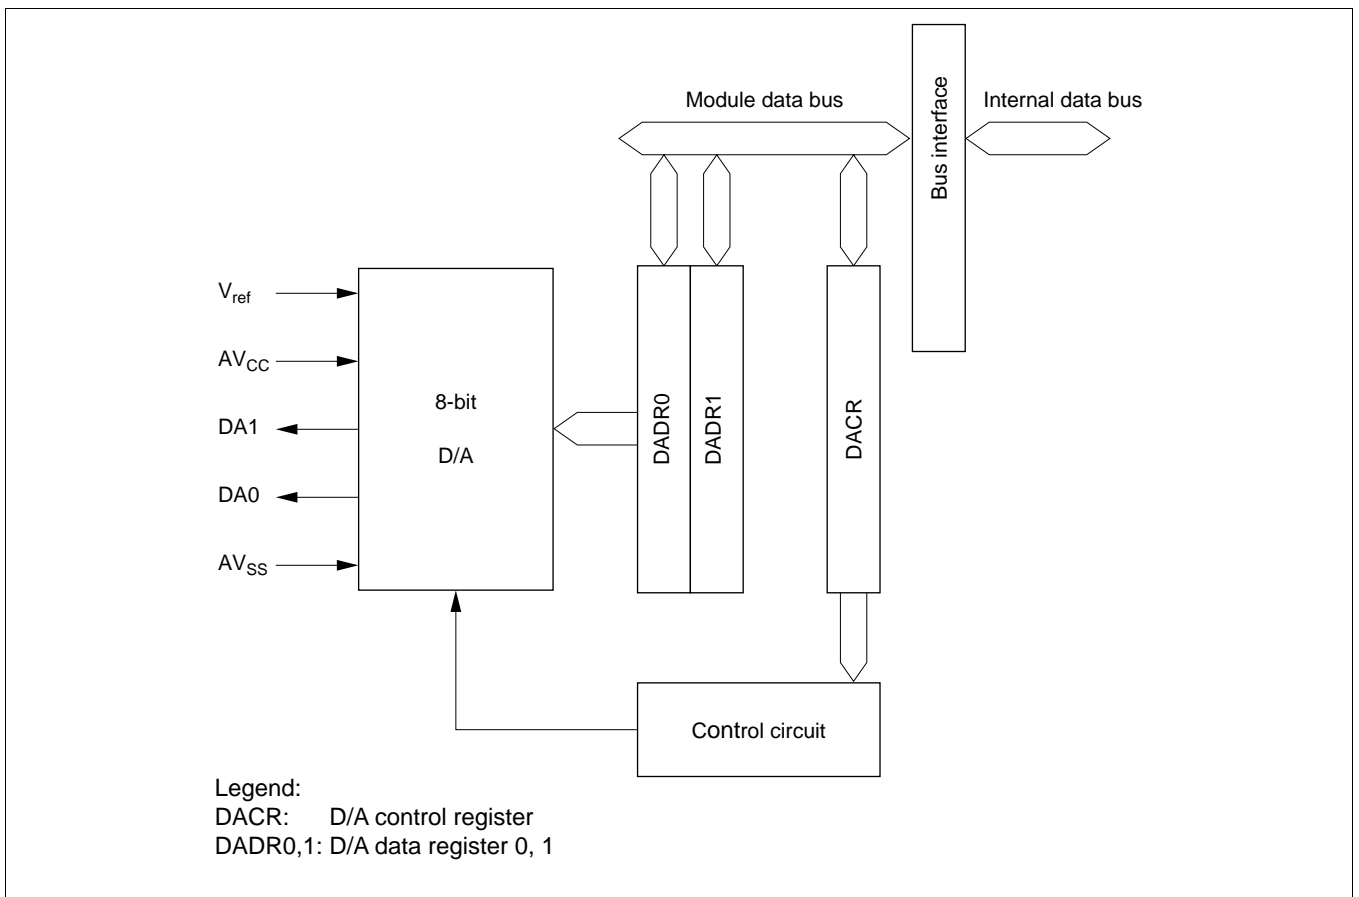 Module data bus
Internal data bus
Bus interface
Vref
AVCC
DA1
DA0
AVSS
8-bit
D/A
DADR0
DADR1
DACR
Control circuit
Legend:
DACR: D/A control register
DADR0,1: D/A data register 0, 1